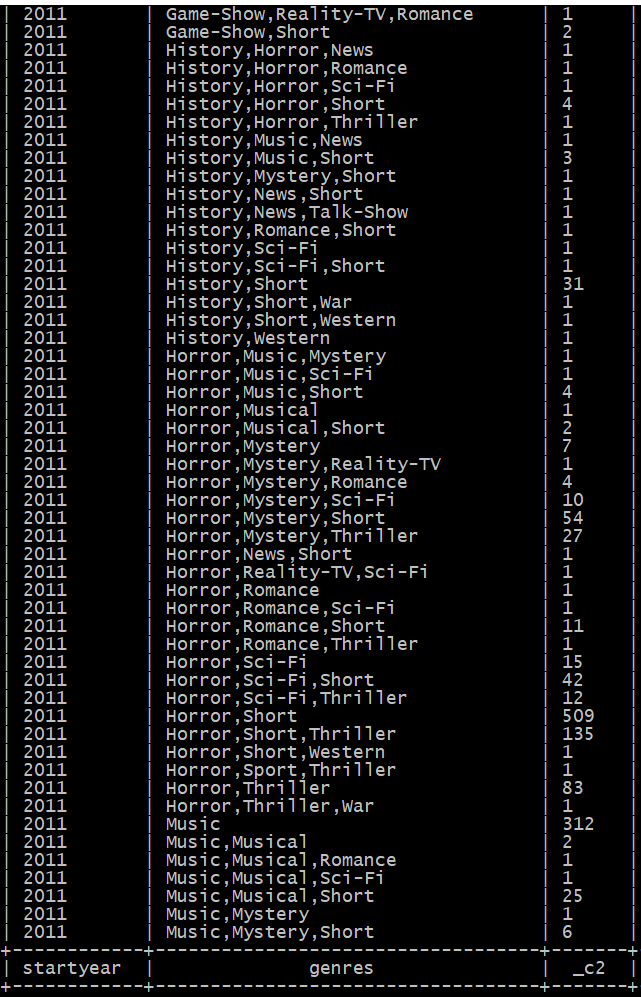 | 2011 | Game-Show,Reality-TV,Romance | 1 |
| 2011 | Game-Show,Short | 2 |
| 2011 | History,Horror,News | 1 |
| 2011 | History,Horror,Romance | 1 |
| 2011 | History,Horror,Sci-Fi | 1 |
| 2011 | History,Horror,Short | 4 |
| 2011 | History,Horror,Thriller | 1 |
| 2011 | History,Music,News | 1 |
| 2011 | History,Music,Short | 3 |
| 2011 | History,Mystery,Short | 1 |
| 2011 | History,News,Short | 1 |
| 2011 | History,News,Talk-Show | 1 |
| 2011 | History,Romance,Short | 1 |
| 2011 | History,Sci-Fi | 1 |
| 2011 | History,Sci-Fi,Short | 1 |
| 2011 | History,Short | 31 |
| 2011 | History,Short,War | 1 |
| 2011 | History,Short,Western | 1 |
| 2011 | History,Western | 1 |
| 2011 | Horror,Music,Mystery | 1 |
| 2011 | Horror,Music,Sci-Fi | 1 |
| 2011 | Horror,Music,Short | 4 |
| 2011 | Horror,Musical | 1 |
| 2011 | Horror,Musical,Short | 2 |
| 2011 | Horror,Mystery | 7 |
| 2011 | Horror,Mystery,Reality-TV | 1 |
| 2011 | Horror,Mystery,Romance | 4 |
| 2011 | Horror,Mystery,Sci-Fi | 10 |
| 2011 | Horror,Mystery,Short | 54 |
| 2011 | Horror,Mystery,Thriller | 27 |
| 2011 | Horror,News,Short | 1 |
| 2011 | Horror,Reality-TV,Sci-Fi | 1 |
| 2011 | Horror,Romance | 1 |
| 2011 | Horror,Romance,Sci-Fi | 1 |
| 2011 | Horror,Romance,Short | 11 |
| 2011 | Horror,Romance,Thriller | 1 |
| 2011 | Horror,Sci-Fi | 15 |
| 2011 | Horror,Sci-Fi,Short | 42 |
| 2011 | Horror,Sci-Fi,Thriller | 12 |
| 2011 | Horror,Short | 509 |
| 2011 | Horror,Short,Thriller | 135 |
| 2011 | Horror,Short,Western | 1 |
| 2011 | Horror,Sport,Thriller | 1 |
| 2011 | Horror,Thriller | 83 |
| 2011 | Horror,Thriller,War | 1 |
| 2011 | Music | 312 |
| 2011 | Music,Musical | 2 |
| 2011 | Music,Musical,Romance | 1 |
| 2011 | Music,Musical,Sci-Fi | 1 |
| 2011 | Music,Musical,Short | 25 |
| 2011 | Music,Mystery | 1 |
| 2011 | Music,Mystery,Short | 6 |
+------------+-----------------------------------+-------+
| startyear | genres | _c2 |
+------------+-----------------------------------+-------+